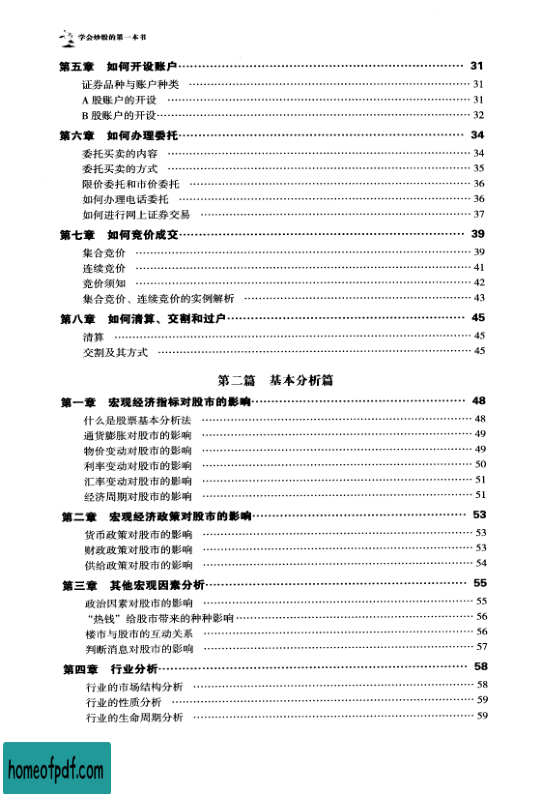 学会炒股的第一本书
第五章 如何开设账户 31
证券品种与账户种类 31
A 股账户的开设 31
B 股账户的开设 32
第六章 如何办理委托 34
委托买卖的内容 34
委托买卖的方式 35
限价委托和市价委托 36
如何办理电话委托 36
如何进行网上证券交易 37
第七章 如何竞价成交 39
集合竞价 39
连续竞价 41
竞价须知 42
集合竞价、连续竞价的实例解析 43
第八章 如何清算、交割和过户 45
清算 45
交割及其方式 45
第二篇 基本分析篇
第一章 宏观经济指标对股市的影响 48
什么是股票基本分析法 48
通货膨胀对股市的影响 49
物价变动对股市的影响 49
利率变动对股市的影响 50
汇率变动对股市的影响 51
经济周期对股市的影响 51
第二章 宏观经济政策对股市的影响 53
货币政策对股市的影响 53
财政政策对股市的影响 53
供给政策对股市的影响 54
第三章 其他宏观因素分析 55
政治因素对股市的影响 55
“热钱”给股市带来的种种影响 56
楼市与股市的互动关系 56
判断消息对股市的影响 57
第四章 行业分析 58
行业的市场结构分析 58
行业的性质分析 59
行业的生命周期分析 59
homeofpdf.com